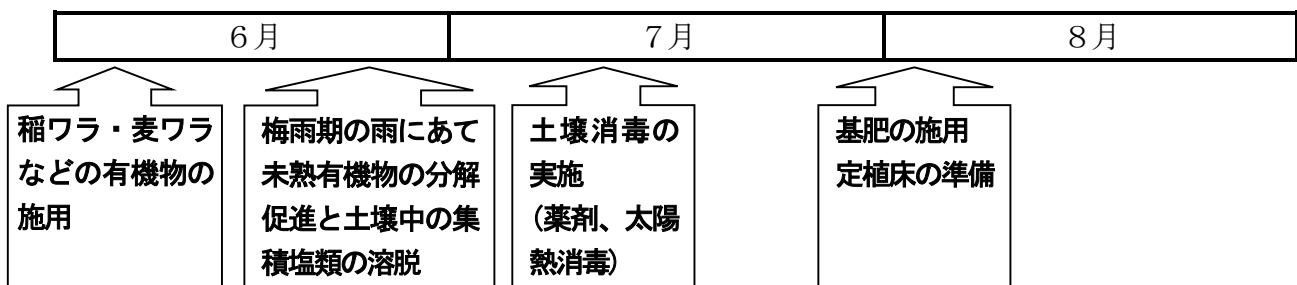 ６月
７月
８月
稲ワラ・麦ワラ
などの有機物の
施用
梅雨期の雨にあて
未熟有機物の分解
促進と土壌中の集
積塩類の溶脱
土壌消毒の
実施
（薬剤、太陽
熱消毒）
基肥の施用
定植床の準備